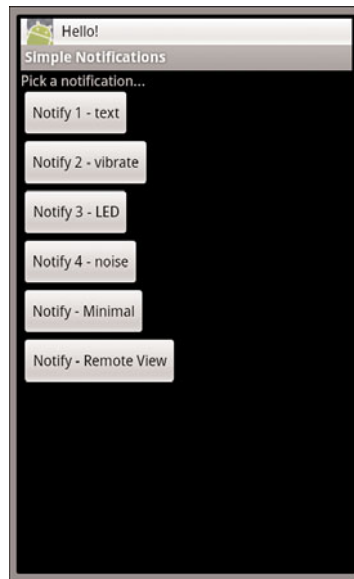 Hello!
Simple Notifications
Pick a notification...
Notify 1 - text
Notify 2 - vibrate
Notify 3 - LED
Notify 4 - noise
Notify - Minimal
Notify - Remote View